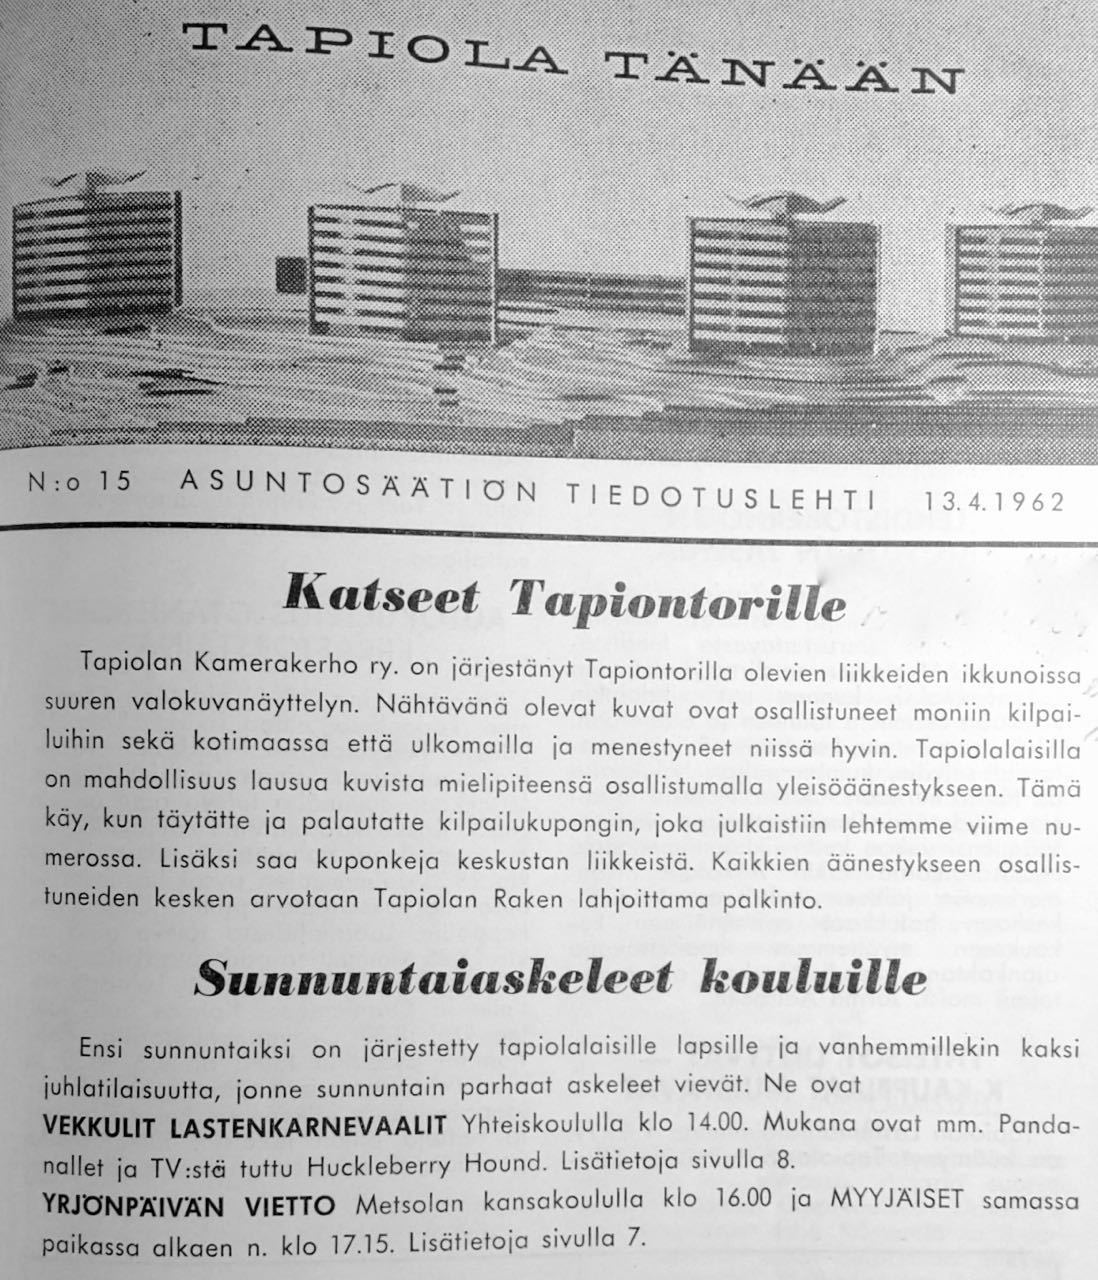 TAPIOLA TÄNÄÄN
N:o 15 ASUNTOSÄÄTIÖN TIEDOTUSLEHTI 13.4.1962
Katseet Tapiontorille
Tapiolan Kamerakerho ry. on järjestänyt Tapiontorilla olevien liikkeiden ikkunoissa
suuren valokuvanäyttelyn. Nähtävänä olevat kuvat ovat osallistuneet moniin kilpai-
luihin sekä kotimaassa että ulkomailla ja menestyneet niissä hyvin. Tapiolalaisilla
on mahdollisuus lausua kuvista mielipiteensä osallistumalla yleisöäänestykseen. Tämä
käy, kun täytätte ja palautatte kilpailukupongin, joka julkaistiin lehtemme viime nu-
merossa. Lisäksi saa kuponkeja keskustan liikkeistä. Kaikkien äänestykseen osallis-
tuneiden kesken arvotaan Tapiolan Raken lahjoittama palkinto.
Sunnuntaiaskeleet kouluille
Ensi sunnuntaiksi on järjestetty tapiolalaisille lapsille ja vanhemmillekin kaksi
juhlatilaisuutta, jonne sunnuntain parhaat askeleet vievät. Ne ovat
VEKKULIT LASTENKARNEVAALIT Yhteiskoululla klo 14.00. Mukana ovat mm. Panda-
nallet ja TV:stä tuttu Huckleberry Hound. Lisätietoja sivulla 8.
YRJÖNPÄIVÄN VIETTO Metsolan kansakoululla klo 16.00 ja MYYJÄISET samassa
paikassa alkaen n. klo 17.15. Lisätietoja sivulla 7.